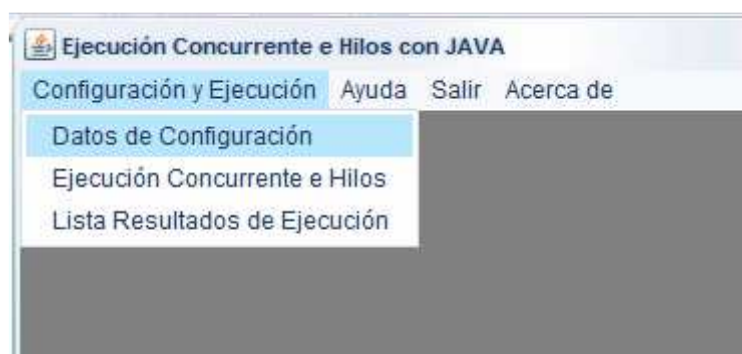 Ejecución Concurrente e Hilos con JAVA
Configuración y Ejecución Ayuda Salir Acerca de
Datos de Configuración
Ejecución Concurrente e Hilos
Lista Resultados de Ejecución